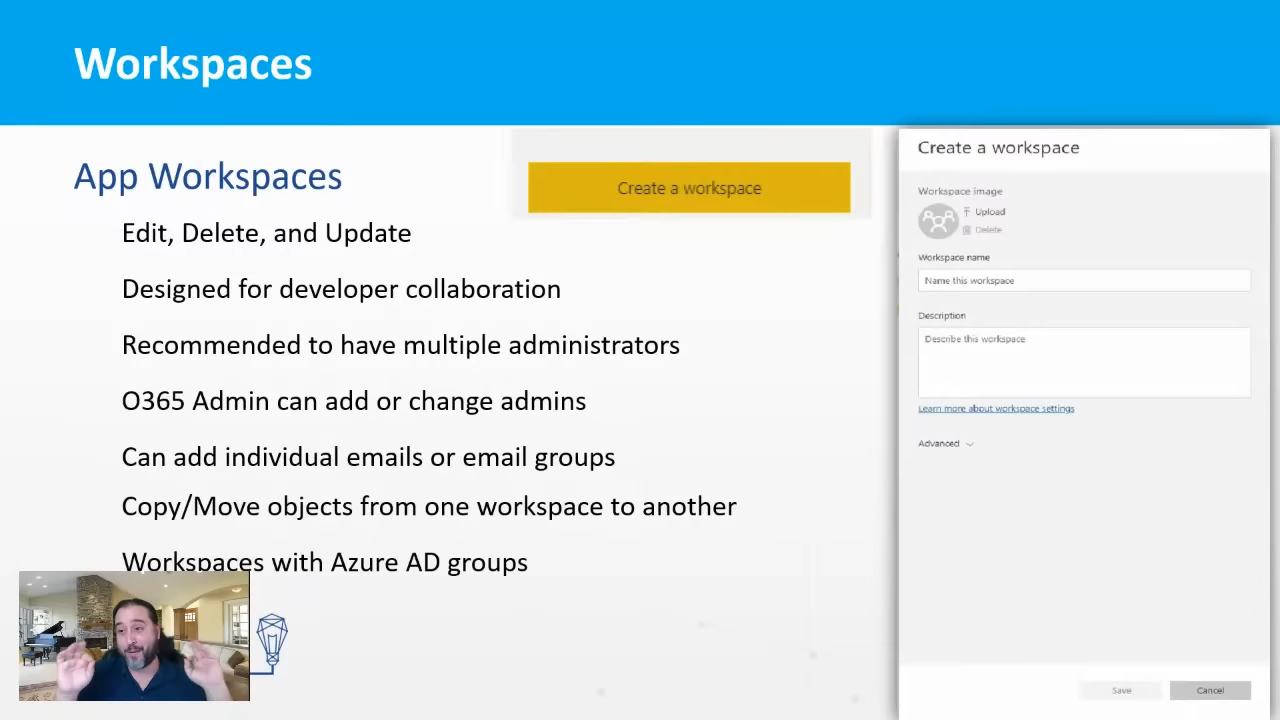 Workspaces
App Workspaces
Edit, Delete, and Update
Designed for developer collaboration
Recommended to have multiple administrators
O365 Admin can add or change admins
Can add individual emails or email groups
Copy/Move objects from one workspace to another
Workspaces with Azure AD groups
Create a workspace
Create a workspace
Workspace image
Upload
Delete
Workspace name
Name this workspace
Description
Describe this workspace
Learn more about workspace settings
Advanced
Save
Cancel